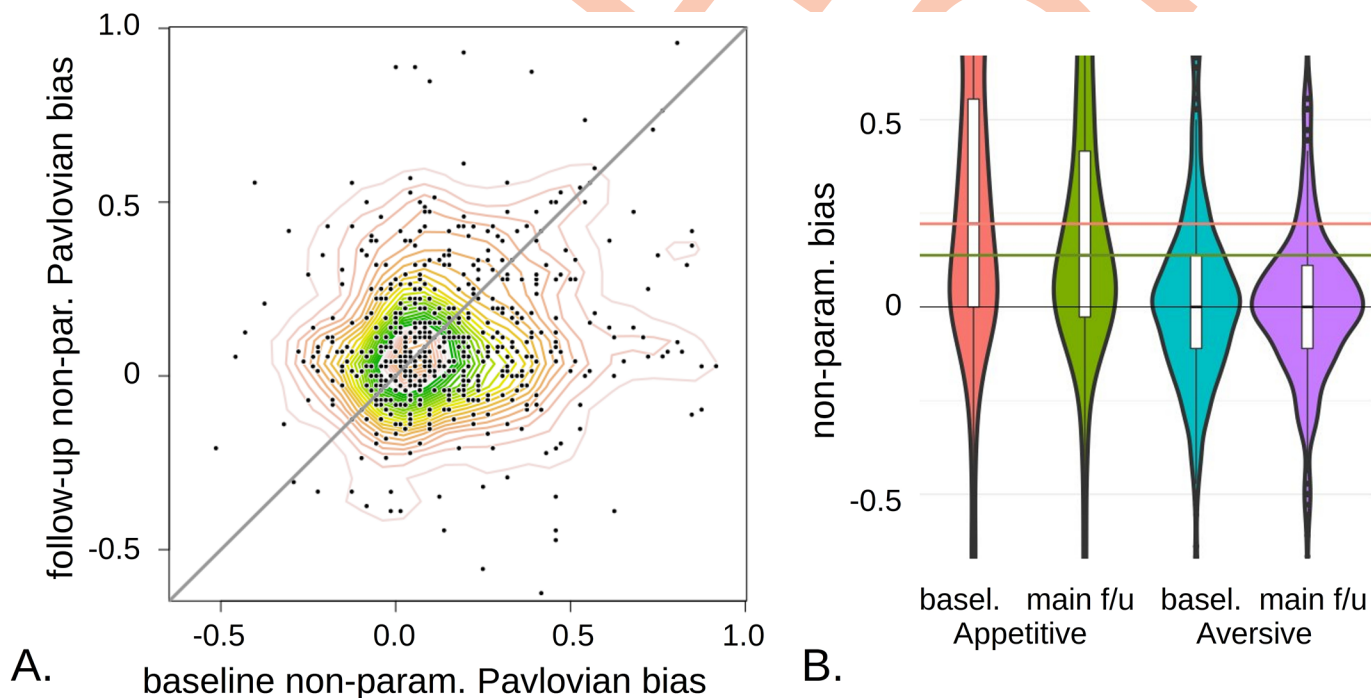 1.0
0.5
0
-0.5
follow-up non-par. Pavlovian bias
-0.5 0.0 0.5 1.0
baseline non-param. Pavlovian bias
A.
0.5
0
-0.5
non-param. bias
basel. main f/u basel. main f/u
Appetitive Aversive
B.